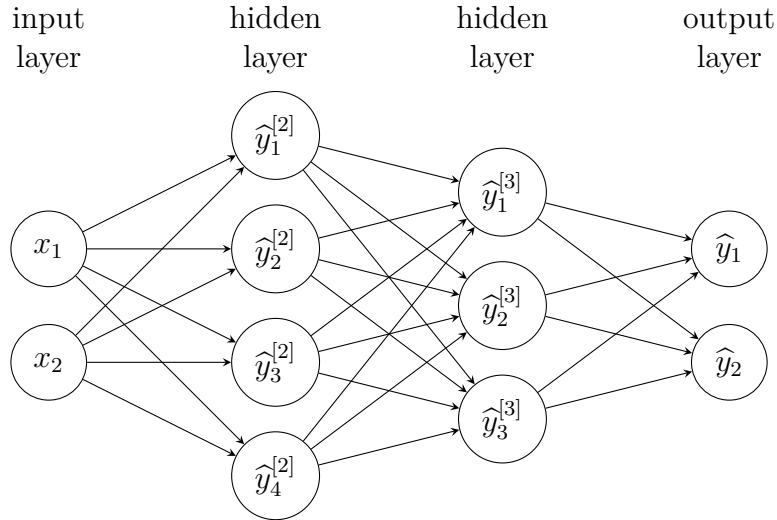 input hidden hidden output
layer layer layer layer
ŷ₁^[2]
ŷ₁^[3]
x₁ ŷ₂^[2] ŷ₁
ŷ₂^[3]
x₂ ŷ₃^[2] ŷ₂
ŷ₃^[3]
ŷ₄^[2]